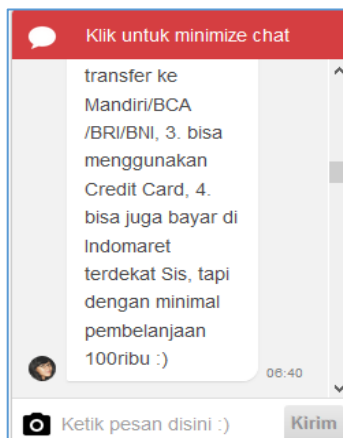 Klik untuk minimize chat
transfer ke
Mandiri/BCA
/BRI/BNI, 3. bisa
menggunakan
Credit Card, 4.
bisa juga bayar di
Indomaret
terdekat Sis, tapi
dengan minimal
pembelanjaan
100ribu :)
06:40
Ketik pesan disini :)
Kirim